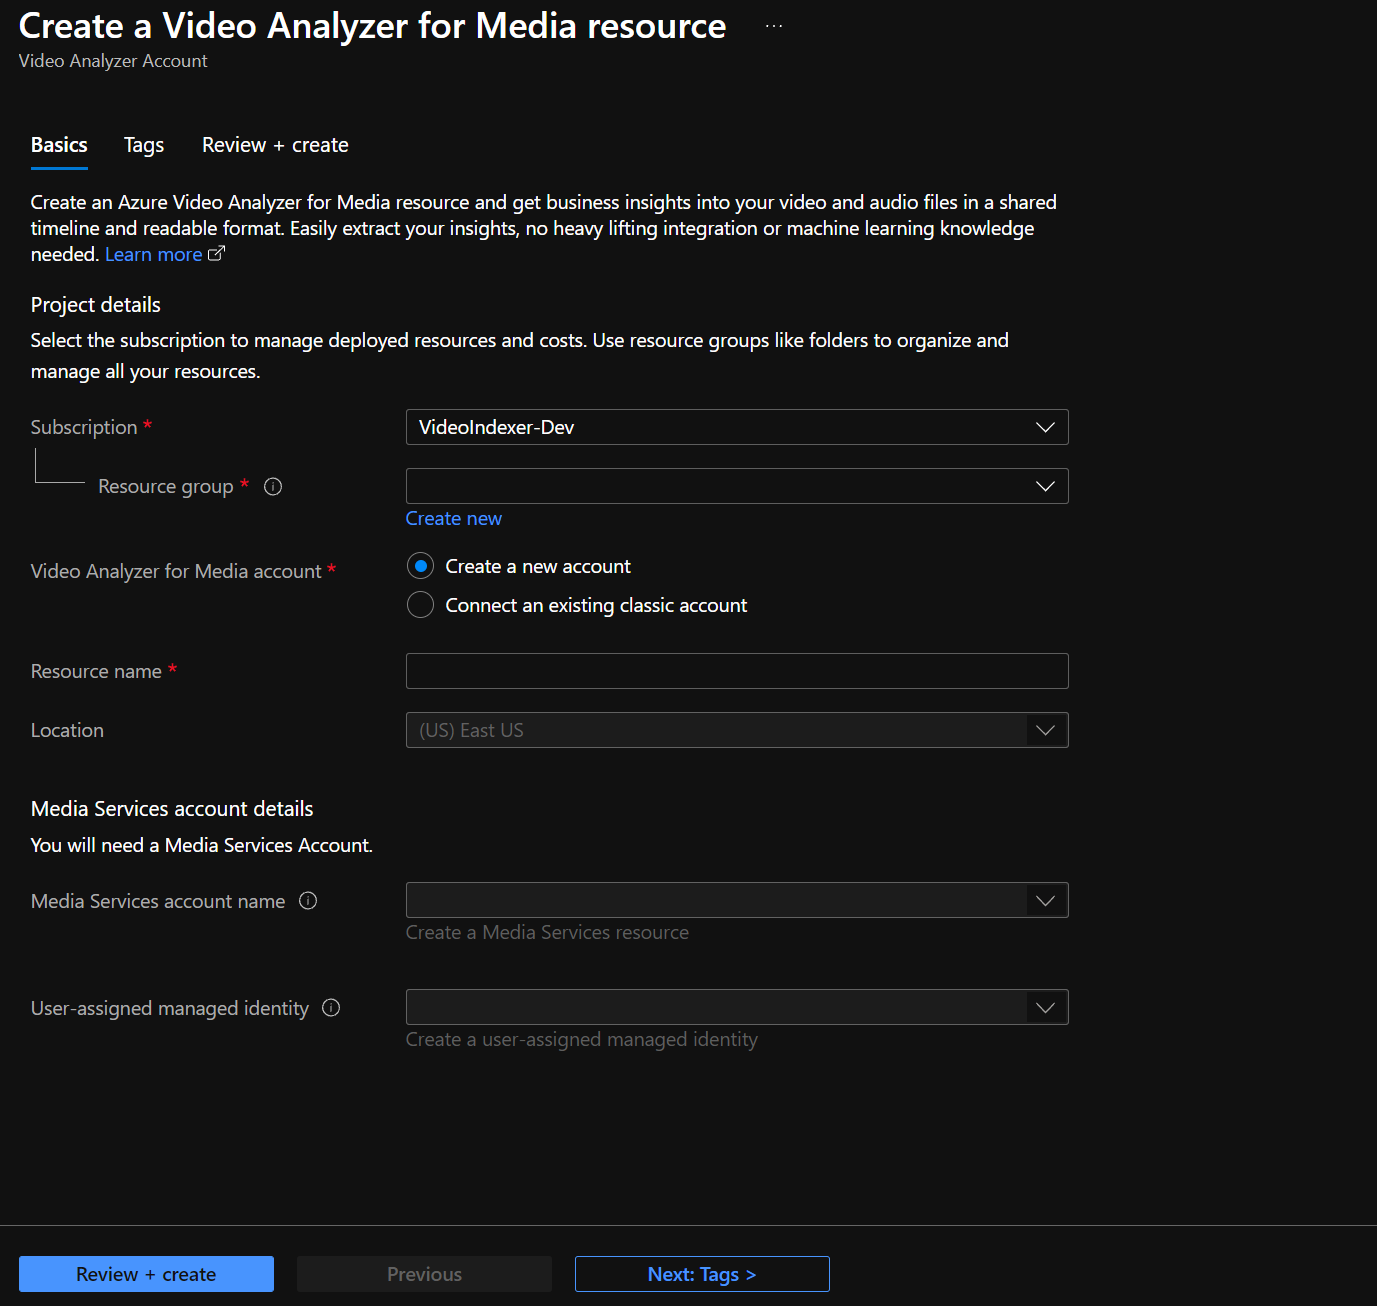 Create a Video Analyzer for Media resource ...
Video Analyzer Account
Basics Tags Review + create
Create an Azure Video Analyzer for Media resource and get business insights into your video and audio files in a shared
timeline and readable format. Easily extract your insights, no heavy lifting integration or machine learning knowledge
needed. Learn more
Project details
Select the subscription to manage deployed resources and costs. Use resource groups like folders to organize and
manage all your resources.
Subscription * VideoIndexer-Dev
Resource group *
Create new
Video Analyzer for Media account * Create a new account
Connect an existing classic account
Resource name *
Location (US) East US
Media Services account details
You will need a Media Services Account.
Media Services account name
Create a Media Services resource
User-assigned managed identity
Create a user-assigned managed identity
Review + create Previous Next: Tags >